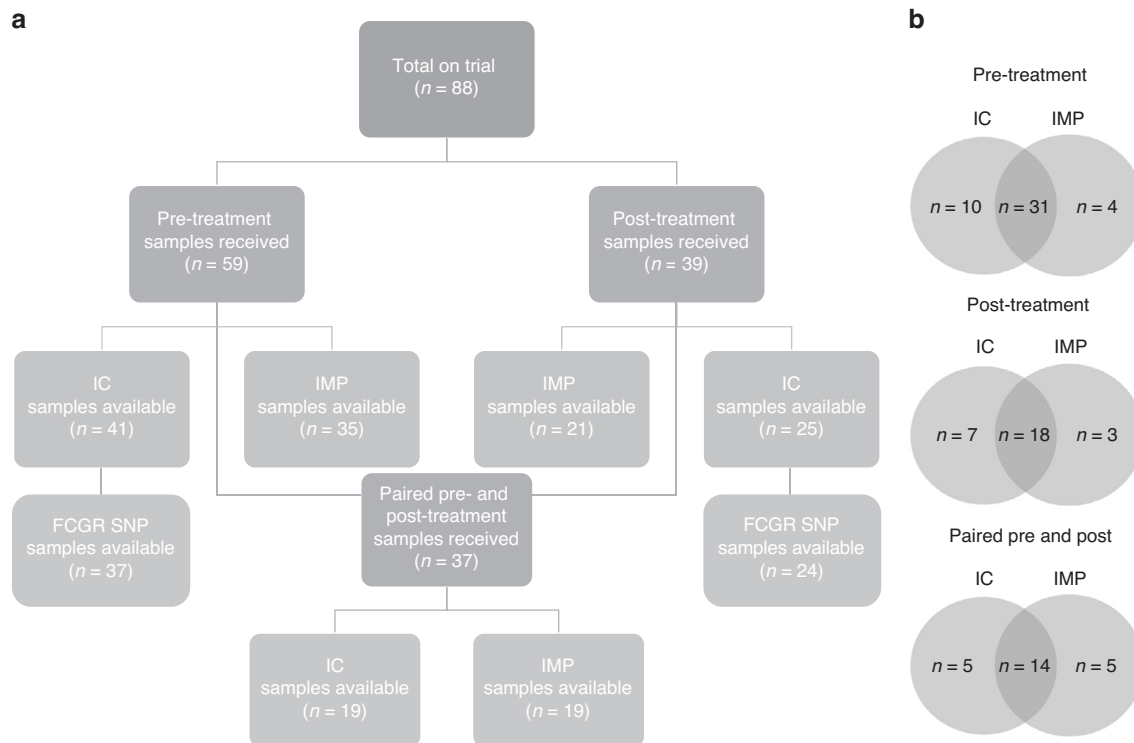 a
Total on trial
(n = 88)
Pre-treatment
samples received
(n = 59)
Post-treatment
samples received
(n = 39)
IC
samples available
(n = 41)
IMP
samples available
(n = 35)
IMP
samples available
(n = 21)
IC
samples available
(n = 25)
FCGR SNP
samples available
(n = 37)
Paired pre- and
post-treatment
samples received
(n = 37)
FCGR SNP
samples available
(n = 24)
IC
samples available
(n = 19)
IMP
samples available
(n = 19)
b
Pre-treatment
IC IMP
n = 10 n = 31 n = 4
Post-treatment
IC IMP
n = 7 n = 18 n = 3
Paired pre and post
IC IMP
n = 5 n = 14 n = 5